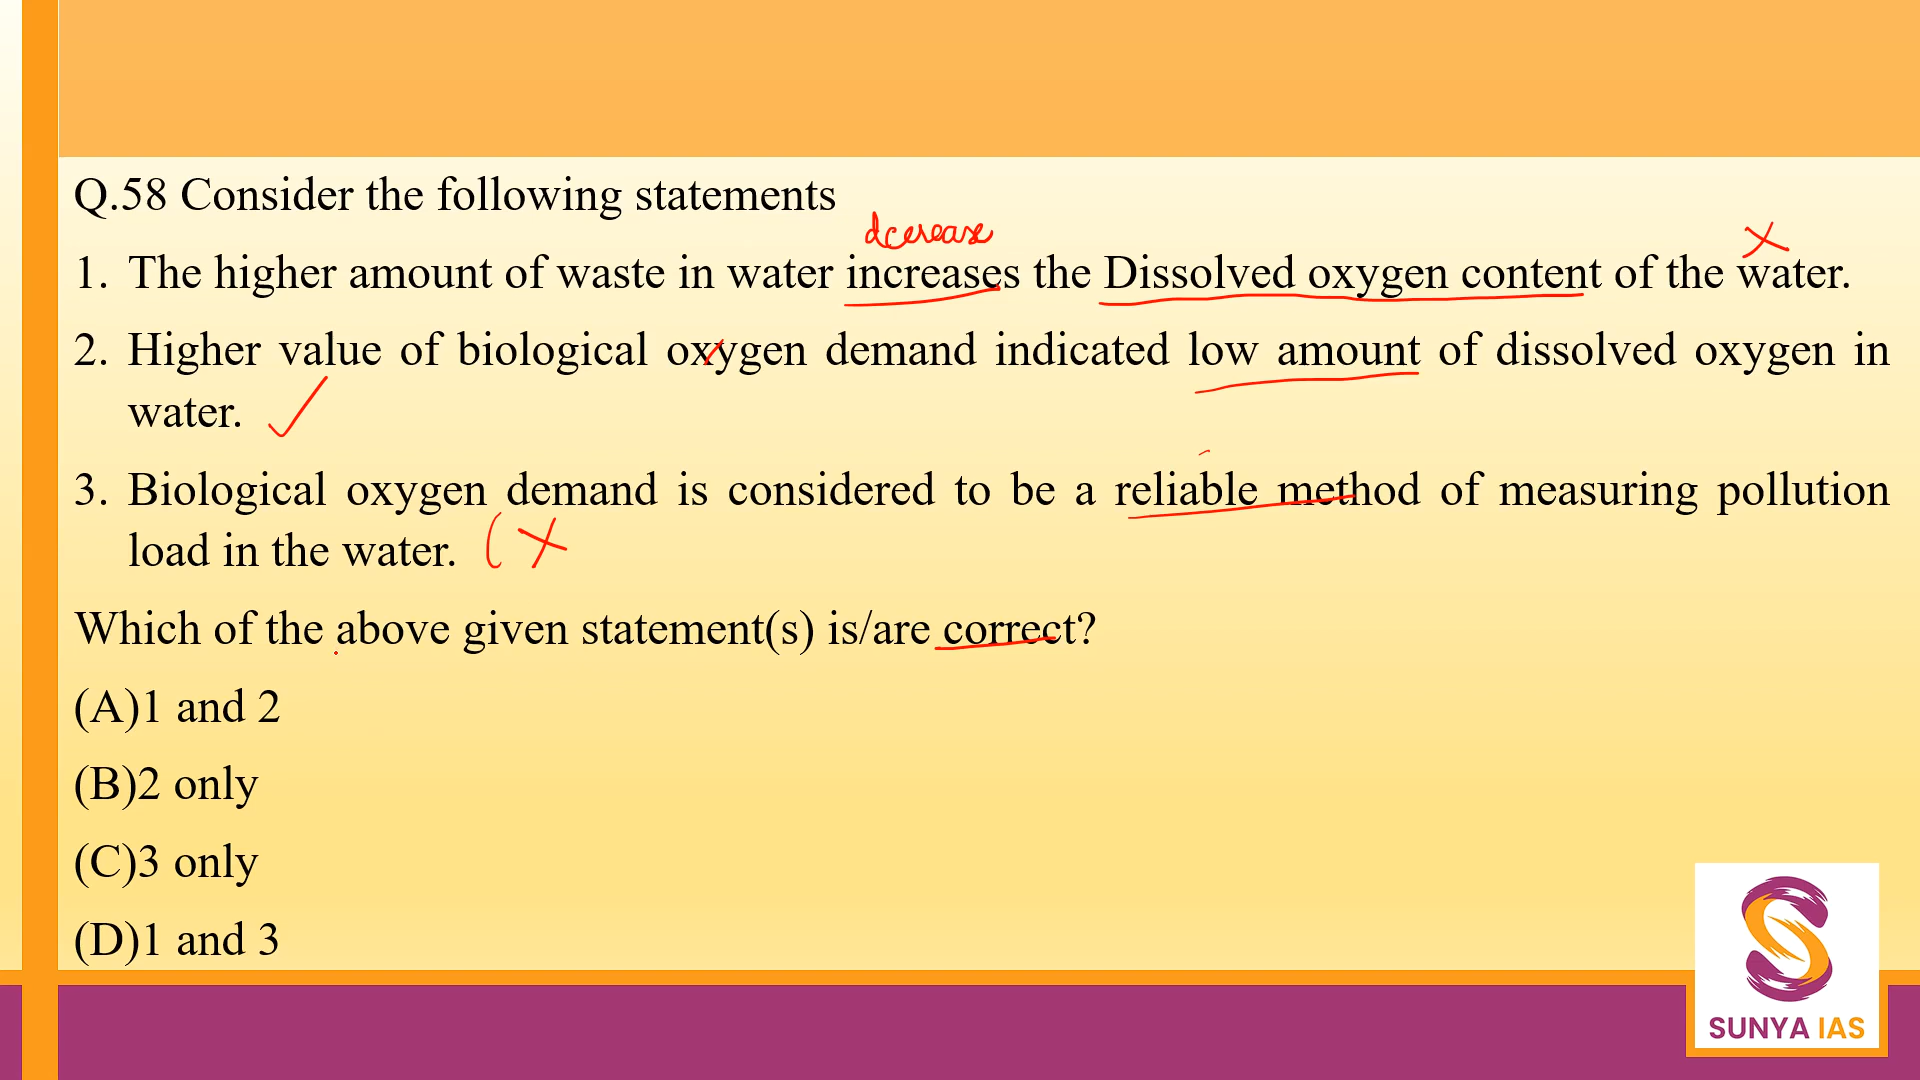 Q.58 Consider the following statements
dcerease
1. The higher amount of waste in water increases the Dissolved oxygen content of the water.
2. Higher value of biological oxygen demand indicated low amount of dissolved oxygen in
water.
3. Biological oxygen demand is considered to be a reliable method of measuring pollution
load in the water.
Which of the above given statement(s) is/are correct?
(A)1 and 2
(B)2 only
(C)3 only
(D)1 and 3
SUNYA IAS